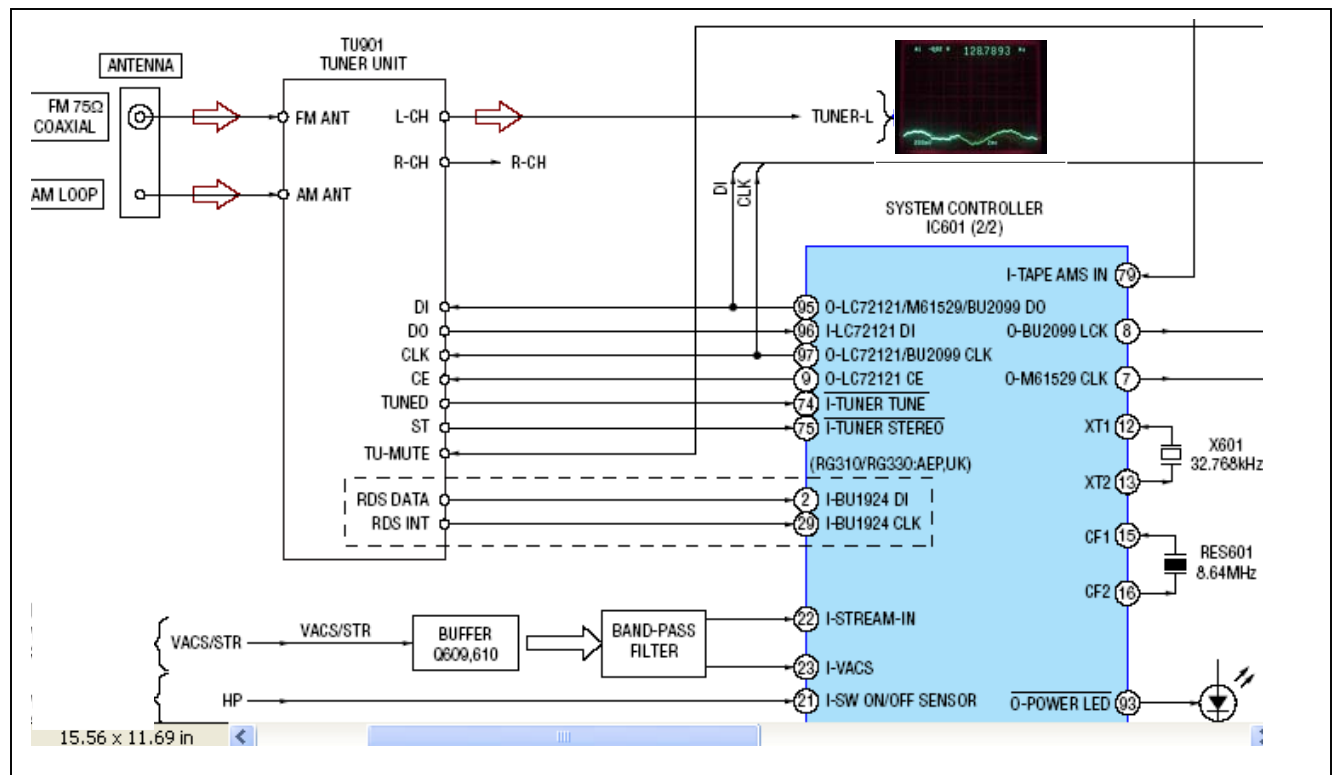 TU901
TUNER UNIT
ANTENNA
FM 75Ω
COAXIAL
AM LOOP
FM ANT
AM ANT
L-CH
R-CH
R-CH
TUNER-L
128.7893
DI
CLK
SYSTEM CONTROLLER
IC601 (2/2)
I-TAPE AMS IN 79
DI
95 O-LC72121/M61529/BU2099 DO
DO
96 I-LC72121 DI
O-BU2099 LCK 8
CLK
97 O-LC72121/BU2099 CLK
CE
9 O-LC72121 CE
O-M61529 CLK 7
TUNED
74 I-TUNER TUNE
ST
75 I-TUNER STEREO
XT1 12
X601
32.768kHz
XT2 13
TU-MUTE
(RG310/RG330:AEP,UK)
RDS DATA
2 I-BU1924 DI
RDS INT
29 I-BU1924 CLK
CF1 15
RES601
8.64MHz
CF2 16
VACS/STR
VACS/STR
BUFFER
Q609,610
BAND-PASS
FILTER
22 I-STREAM-IN
23 I-VACS
HP
21 I-SW ON/OFF SENSOR
O-POWER LED 93
15.56 x 11.69 in